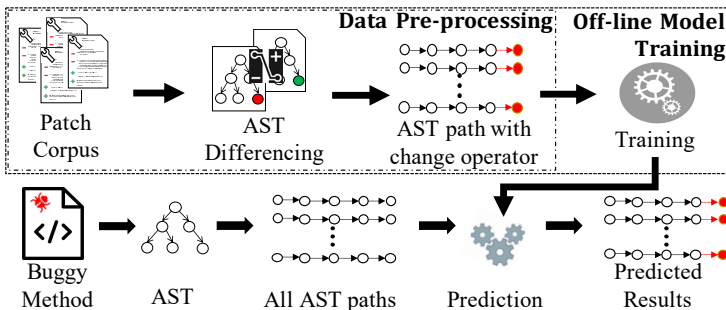 Data Pre-processing
Off-line Model
Training
Patch
Corpus
AST
Differencing
AST path with
change operator
Training
</>
Buggy
Method
AST
All AST paths
Prediction
Predicted
Results